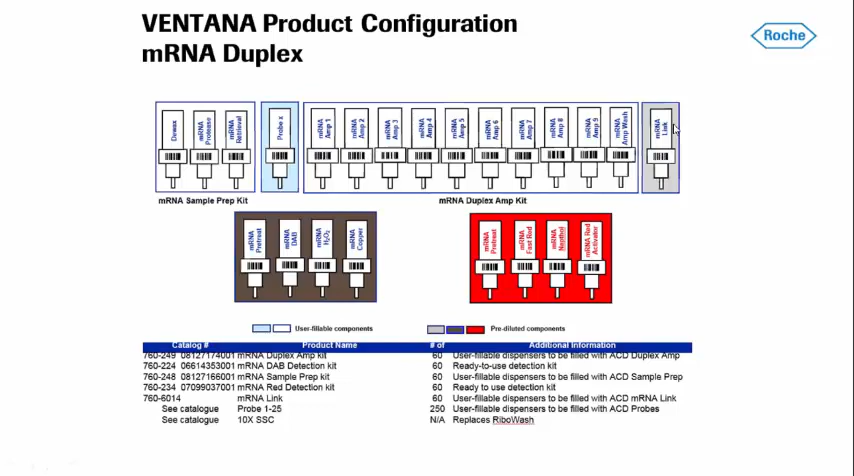 VENTANA Product Configuration
mRNA Duplex
Roche
Dewax
mRNA Protease
mRNA Retrieval
Probe x
mRNA Amp 1
mRNA Amp 2
mRNA Amp 3
mRNA Amp 4
mRNA Amp 5
mRNA Amp 6
mRNA Amp 7
mRNA Amp 8
mRNA Amp 9
mRNA Amp Wash
mRNA Link
mRNA Sample Prep Kit
mRNA Duplex Amp Kit
mRNA Pretreat
mRNA DAB
mRNA H2O2
mRNA Copper
mRNA Pretreat
mRNA Fast Red
mRNA Napthol
mRNA Red Activator
User-fillable components
Pre-diluted components
Catalog # Product Name # of Additional Information
760-249 08127174001 mRNA Duplex Amp kit 60 User-fillable dispensers to be filled with ACD Duplex Amp
760-224 06614353001 mRNA DAB Detection kit 60 Ready-to-use detection kit
760-248 08127166001 mRNA Sample Prep kit 60 User-fillable dispensers to be filled with ACD Sample Prep
760-234 07099037001 mRNA Red Detection kit 60 Ready to use detection kit
760-6014 mRNA Link 60 User-fillable dispensers to be filled with ACD mRNA Link
See catalogue Probe 1-25 250 User-fillable dispensers to be filled with ACD Probes
See catalogue 10X SSC N/A Replaces RiboWash